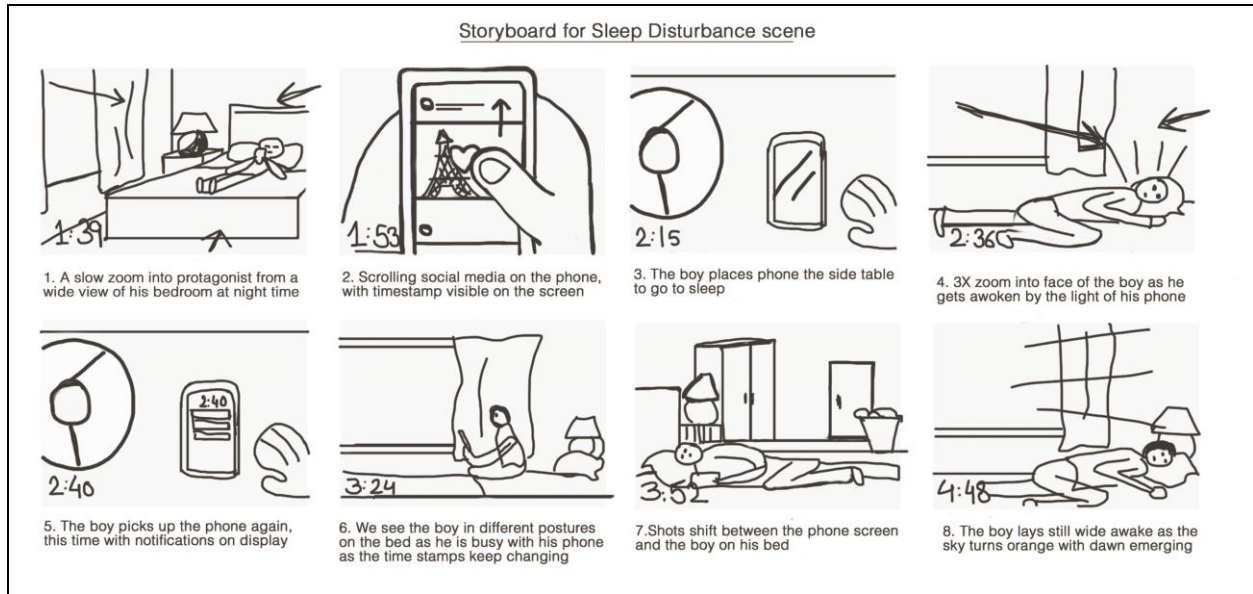 Storyboard for Sleep Disturbance scene
1:39
1. A slow zoom into protagonist from a
wide view of his bedroom at night time
1:53
2. Scrolling social media on the phone,
with timestamp visible on the screen
2:15
3. The boy places phone the side table
to go to sleep
2:36
4. 3X zoom into face of the boy as he
gets awoken by the light of his phone
2:40
2:40
5. The boy picks up the phone again,
this time with notifications on display
3:24
6. We see the boy in different postures
on the bed as he is busy with his phone
as the time stamps keep changing
3:52
7.Shots shift between the phone screen
and the boy on his bed
4:48
8. The boy lays still wide awake as the
sky turns orange with dawn emerging